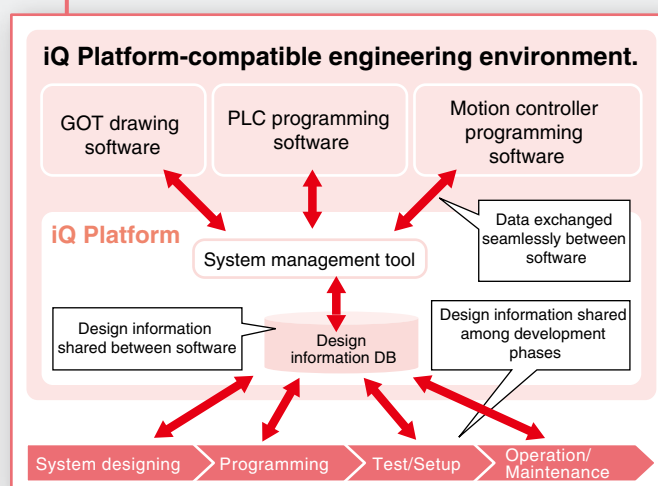 iQ Platform-compatible engineering environment.
GOT drawing
software
PLC programming
software
Motion controller
programming
software
iQ Platform
Data exchanged
seamlessly between
software
System management tool
Design information
shared between software
Design
information DB
Design information shared
among development
phases
System designing
Programming
Test/Setup
Operation/
Maintenance